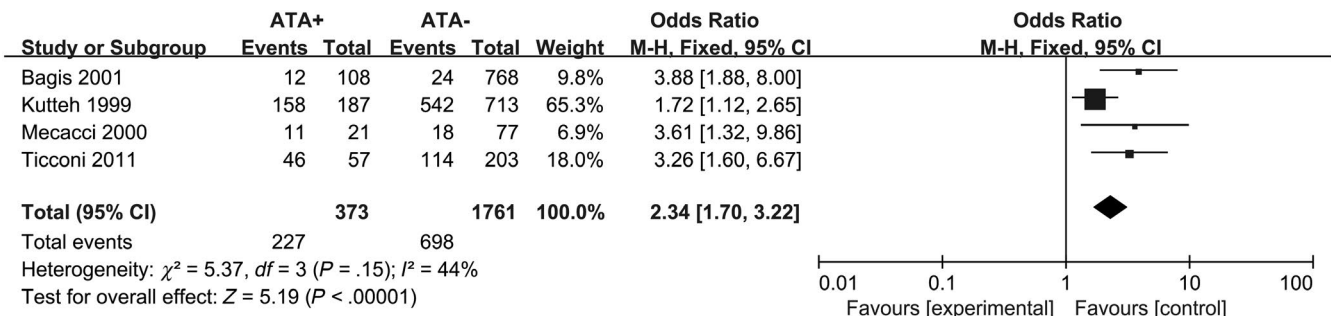 ATA+ ATA- Odds Ratio Odds Ratio
Study or Subgroup Events Total Events Total Weight M-H, Fixed, 95% CI M-H, Fixed, 95% CI
Bagis 2001 12 108 24 768 9.8% 3.88 [1.88, 8.00]
Kutteh 1999 158 187 542 713 65.3% 1.72 [1.12, 2.65]
Mecacci 2000 11 21 18 77 6.9% 3.61 [1.32, 9.86]
Ticconi 2011 46 57 114 203 18.0% 3.26 [1.60, 6.67]
Total (95% CI) 373 1761 100.0% 2.34 [1.70, 3.22]
Total events 227 698
Heterogeneity: χ² = 5.37, df = 3 (P = .15); I² = 44%
Test for overall effect: Z = 5.19 (P < .00001)
0.01 0.1 1 10 100
Favours [experimental] Favours [control]